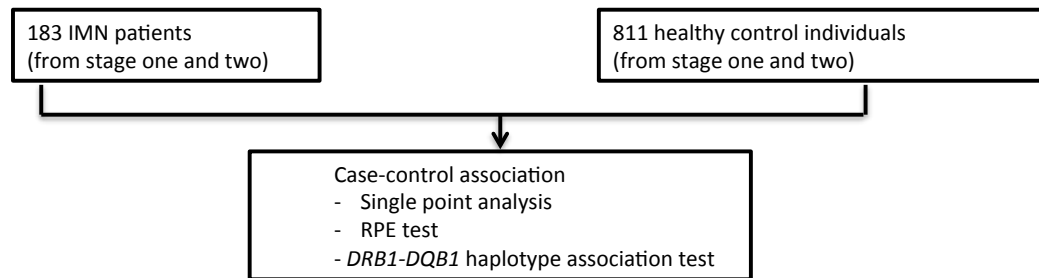 183 IMN patients
(from stage one and two)
811 healthy control individuals
(from stage one and two)
Case-control association
- Single point analysis
- RPE test
- DRB1-DQB1 haplotype association test